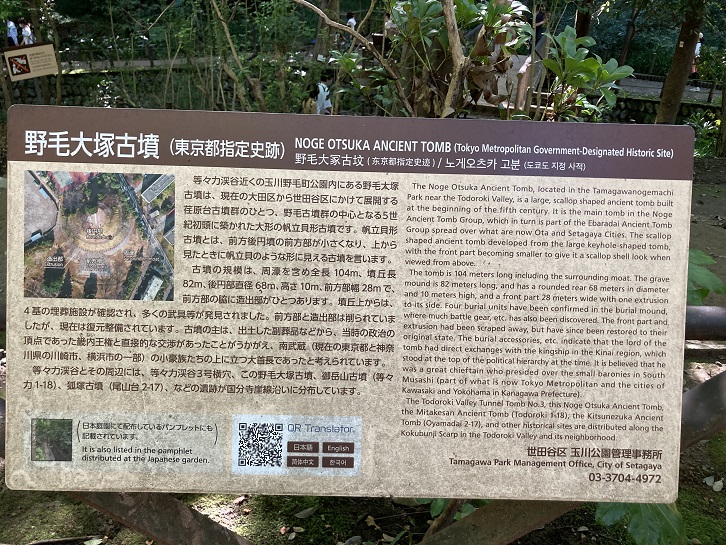 野毛大塚古墳（東京都指定史跡） NOGE OTSUKA ANCIENT TOMB (Tokyo Metropolitan Government-Designated Historic Site)
野毛大冢古坟（东京都指定史迹）/ 노게오츠카 고분 (도쿄도 지정 사적)
等々力渓谷近くの玉川野毛町公園内にある野毛大塚
古墳は、現在の大田区から世田谷区にかけて展開する
荏原台古墳群のひとつ、野毛古墳群の中心となる5世
紀初頭に築かれた大形の帆立貝形古墳です。帆立貝形
古墳とは、前方後円墳の前方部が小さくなり、上から
見たときに帆立貝のような形に見える古墳を言います。
古墳の規模は、周濠を含め全長 104m、墳丘長
82m、後円部直径 68m、高さ 10m、前方部幅 28m で、
前方部の脇に造出部がひとつあります。墳丘上からは、
4 基の埋葬施設が確認され、多くの武具等が発見されました。前方部と造出部は削られていま
したが、現在は復元整備されています。古墳の主は、出土した副葬品などから、当時の政治の
頂点であった畿内王権と直接的な交渉があったことがうかがえ、南武蔵（現在の東京都と神奈
川県の川崎市、横浜市の一部）の小豪族たちの上に立つ大首長であったと考えられています。
等々力渓谷とその周辺には、等々力渓谷3号横穴、この野毛大塚古墳、御岳山古墳（等々
力 1-18）、狐塚古墳（尾山台 2-17）、などの遺跡が国分寺崖線沿いに分布しています。
The Noge Otsuka Ancient Tomb, located in the Tamagawanogemachi
Park near the Todoroki Valley, is a large, scallop shaped ancient tomb built
at the beginning of the fifth century. It is the main tomb in the Noge
Ancient Tomb Group, which in turn is part of the Ebaradai Ancient Tomb
Group spread over what are now Ota and Setagaya Cities. The scallop
shaped ancient tomb developed from the large keyhole-shaped tomb,
with the front part becoming smaller to give it a scallop shell look when
viewed from above.
The tomb is 104 meters long including the surrounding moat. The grave
mound is 82 meters long, and has a rounded rear 68 meters in diameter
and 10 meters high, and a front part 28 meters wide with one extrusion
to its side. Four burial units have been confirmed in the burial mound,
where much battle gear, etc. has also been discovered. The front part and
extrusion had been scraped away, but have since been restored to their
original state. The burial accessories, etc. indicate that the lord of the
tomb had direct exchanges with the kingship in the Kinai region, which
stood at the top of the political hierarchy at the time. It is believed that he
was a great chieftain who presided over the small baronies in South
Musashi (part of what is now Tokyo Metropolitan and the cities of
Kawasaki and Yokohama in Kanagawa Prefecture).
The Todoroki Valley Tunnel Tomb No.3, this Noge Otsuka Ancient Tomb,
the Mitakesan Ancient Tomb (Todoroki 1-18), the Kitsunezuka Ancient
Tomb (Oyamadai 2-17), and other historical sites are distributed along the
Kokubunji Scarp in the Todoroki Valley and its neighborhood.
日本庭園にて配布しているパンフレットにも
記載されています。
It is also listed in the pamphlet
distributed at the Japanese garden.
QR Translator
日本語 English
简体中文 한국어
世田谷区 玉川公園管理事務所
Tamagawa Park Management Office, City of Setagaya
03-3704-4972